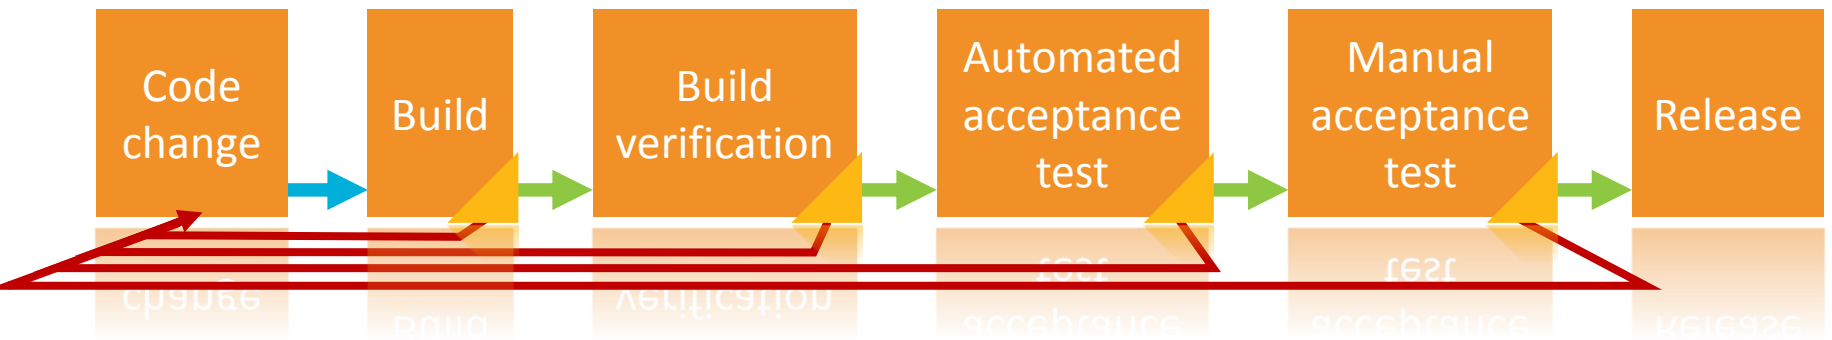 Code
change
Build
Build
verification
Automated
acceptance
test
Manual
acceptance
test
Release